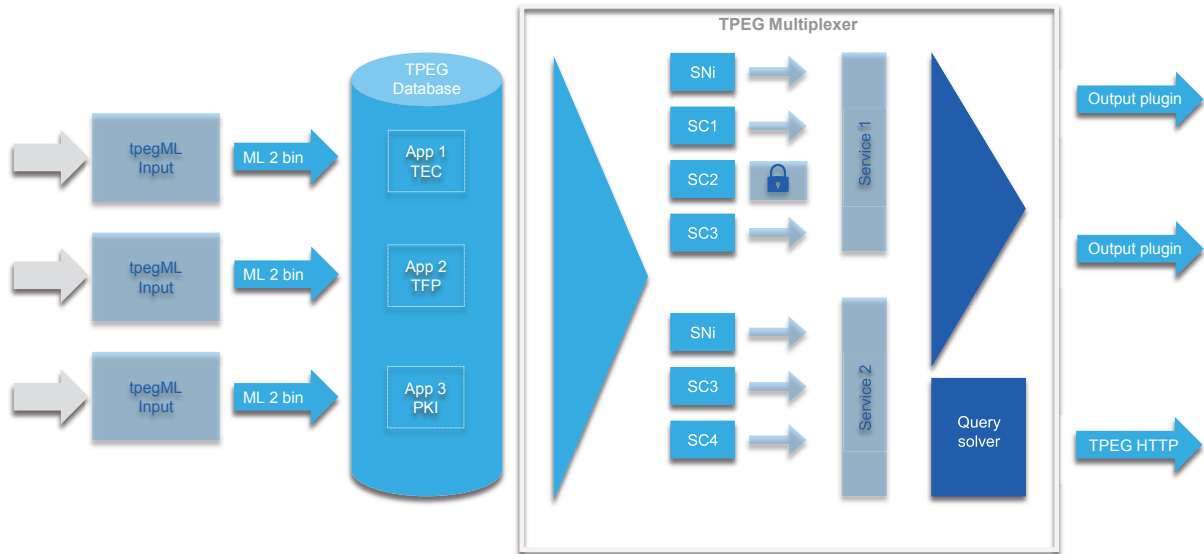 TPEG Multiplexer
tpegML
Input
ML 2 bin
tpegML
Input
ML 2 bin
tpegML
Input
ML 2 bin
TPEG
Database
App 1
TEC
App 2
TFP
App 3
PKI
SNi
SC1
SC2
SC3
Service 1
SNi
SC3
SC4
Service 2
Query
solver
Output plugin
Output plugin
TPEG HTTP